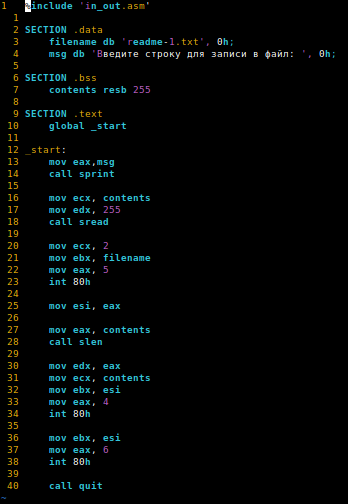 1 %include 'in_out.asm'
1
2 SECTION .data
3 filename db 'readme-1.txt', 0h;
4 msg db 'Введите строку для записи в файл: ', 0h;
5
6 SECTION .bss
7 contents resb 255
8
9 SECTION .text
10 global _start
11
12 _start:
13 mov eax,msg
14 call sprint
15
16 mov ecx, contents
17 mov edx, 255
18 call sread
19
20 mov ecx, 2
21 mov ebx, filename
22 mov eax, 5
23 int 80h
24
25 mov esi, eax
26
27 mov eax, contents
28 call slen
29
30 mov edx, eax
31 mov ecx, contents
32 mov ebx, esi
33 mov eax, 4
34 int 80h
35
36 mov ebx, esi
37 mov eax, 6
38 int 80h
39
40 call quit
~